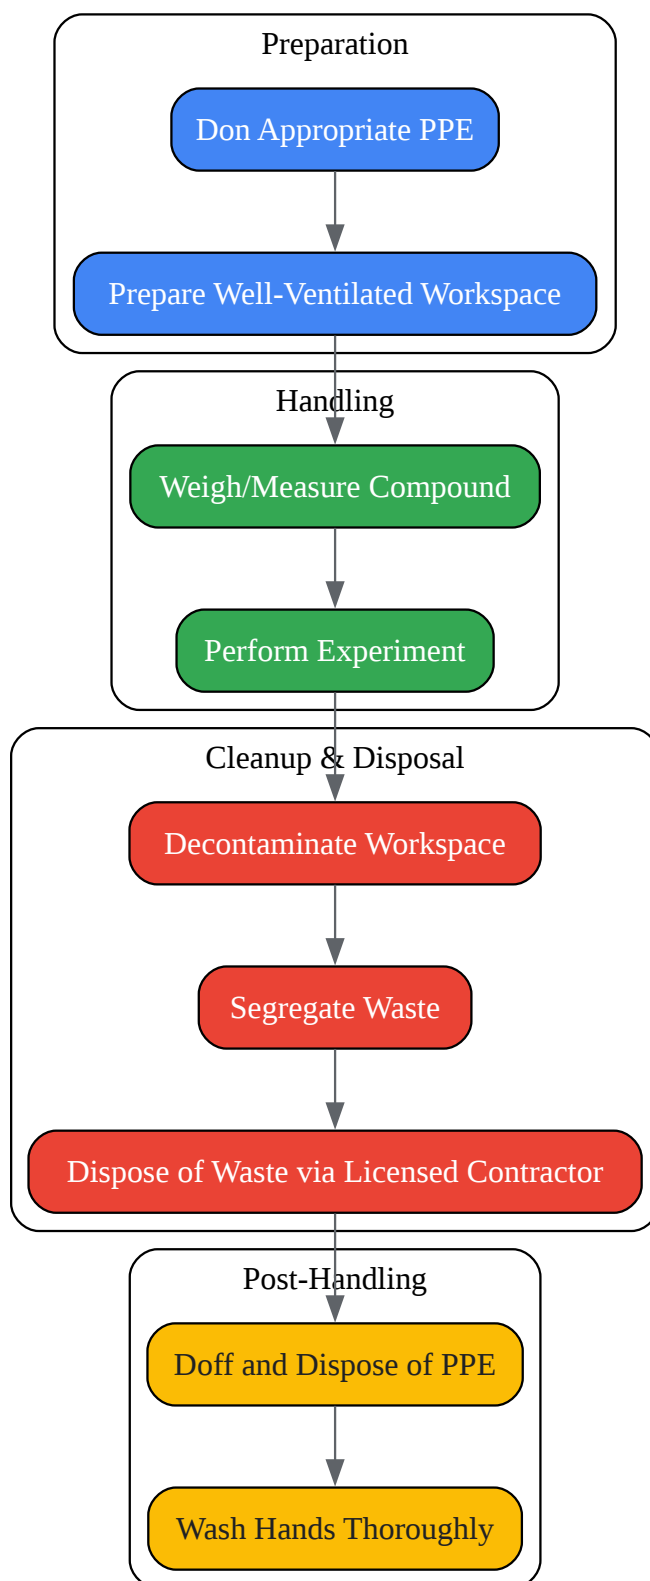 Preparation
Don Appropriate PPE
Prepare Well-Ventilated Workspace
Handling
Weigh/Measure Compound
Perform Experiment
Cleanup & Disposal
Decontaminate Workspace
Segregate Waste
Dispose of Waste via Licensed Contractor
Post-Handling
Doff and Dispose of PPE
Wash Hands Thoroughly